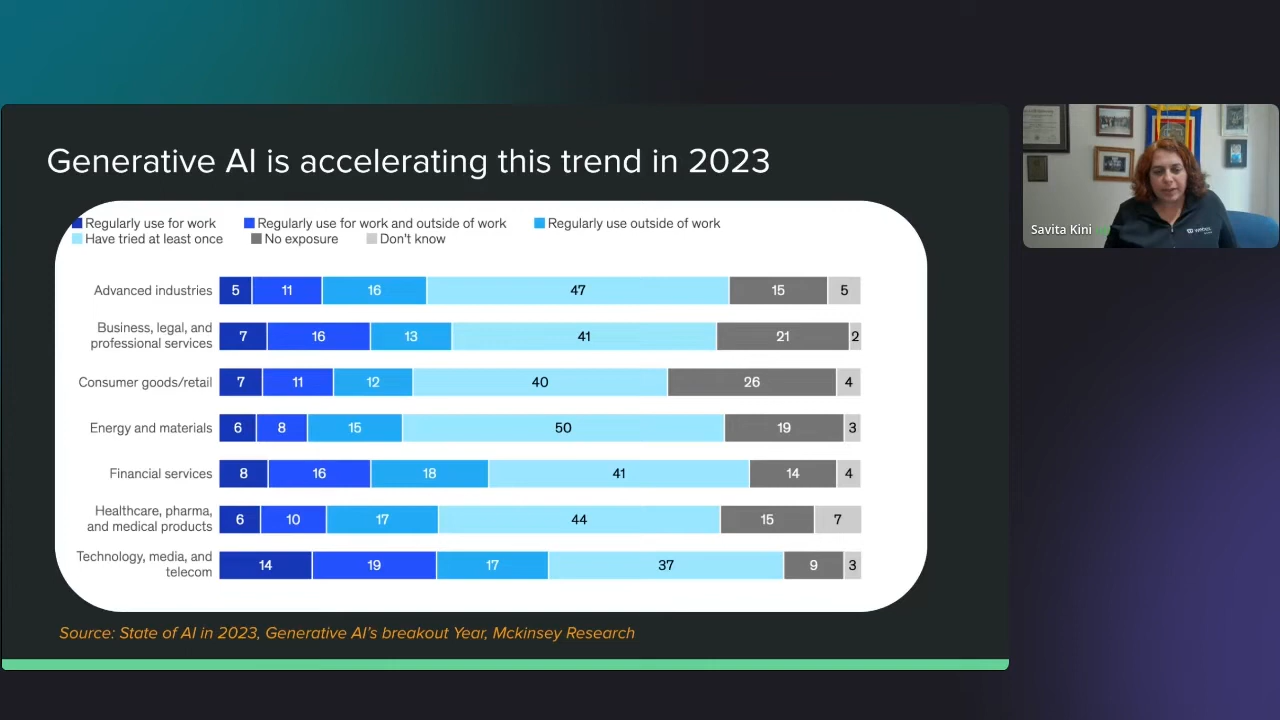 Generative AI is accelerating this trend in 2023
Regularly use for work Regularly use for work and outside of work Regularly use outside of work
Have tried at least once No exposure Don't know
Advanced industries 5 11 16 47 15 5
Business, legal, and
professional services 7 16 13 41 21 2
Consumer goods/retail 7 11 12 40 26 4
Energy and materials 6 8 15 50 19 3
Financial services 8 16 18 41 14 4
Healthcare, pharma,
and medical products 6 10 17 44 15 7
Technology, media, and
telecom 14 19 17 37 9 3
Source: State of AI in 2023, Generative AI's breakout Year, Mckinsey Research
Savita Kini